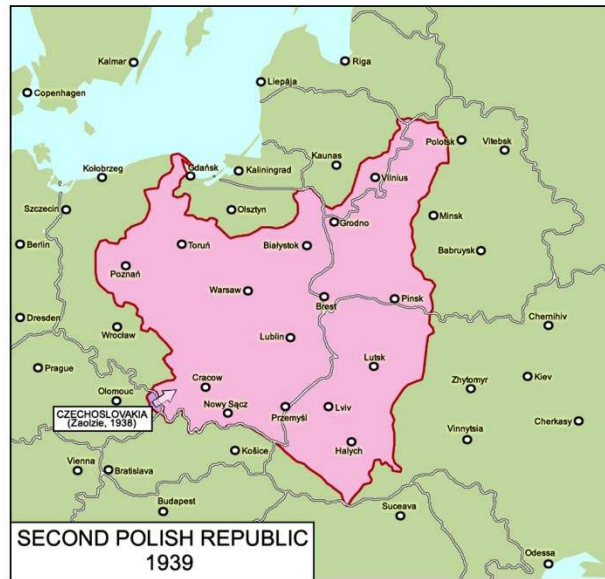 Kalmar
Riga
Liepāja
Copenhagen
Polotsk
Vitebsk
Kaunas
Gdańsk
Kaliningrad
Kołobrzeg
Vilnius
Szczecin
Olsztyn
Grodno
Minsk
Berlin
Toruń
Białystok
Babruysk
Poznań
Warsaw
Brest
Pinsk
Dresden
Chernihiv
Wrocław
Lublin
Prague
Lutsk
Cracow
Zhytomyr
Kiev
Olomouc
CZECHOSLOVAKIA
(Zaolzie, 1938)
Nowy Sącz
Przemyśl
Lviv
Cherkasy
Vinnytsia
Halych
Košice
Vienna
Bratislava
Budapest
Suceava
SECOND POLISH REPUBLIC
1939
Odessa